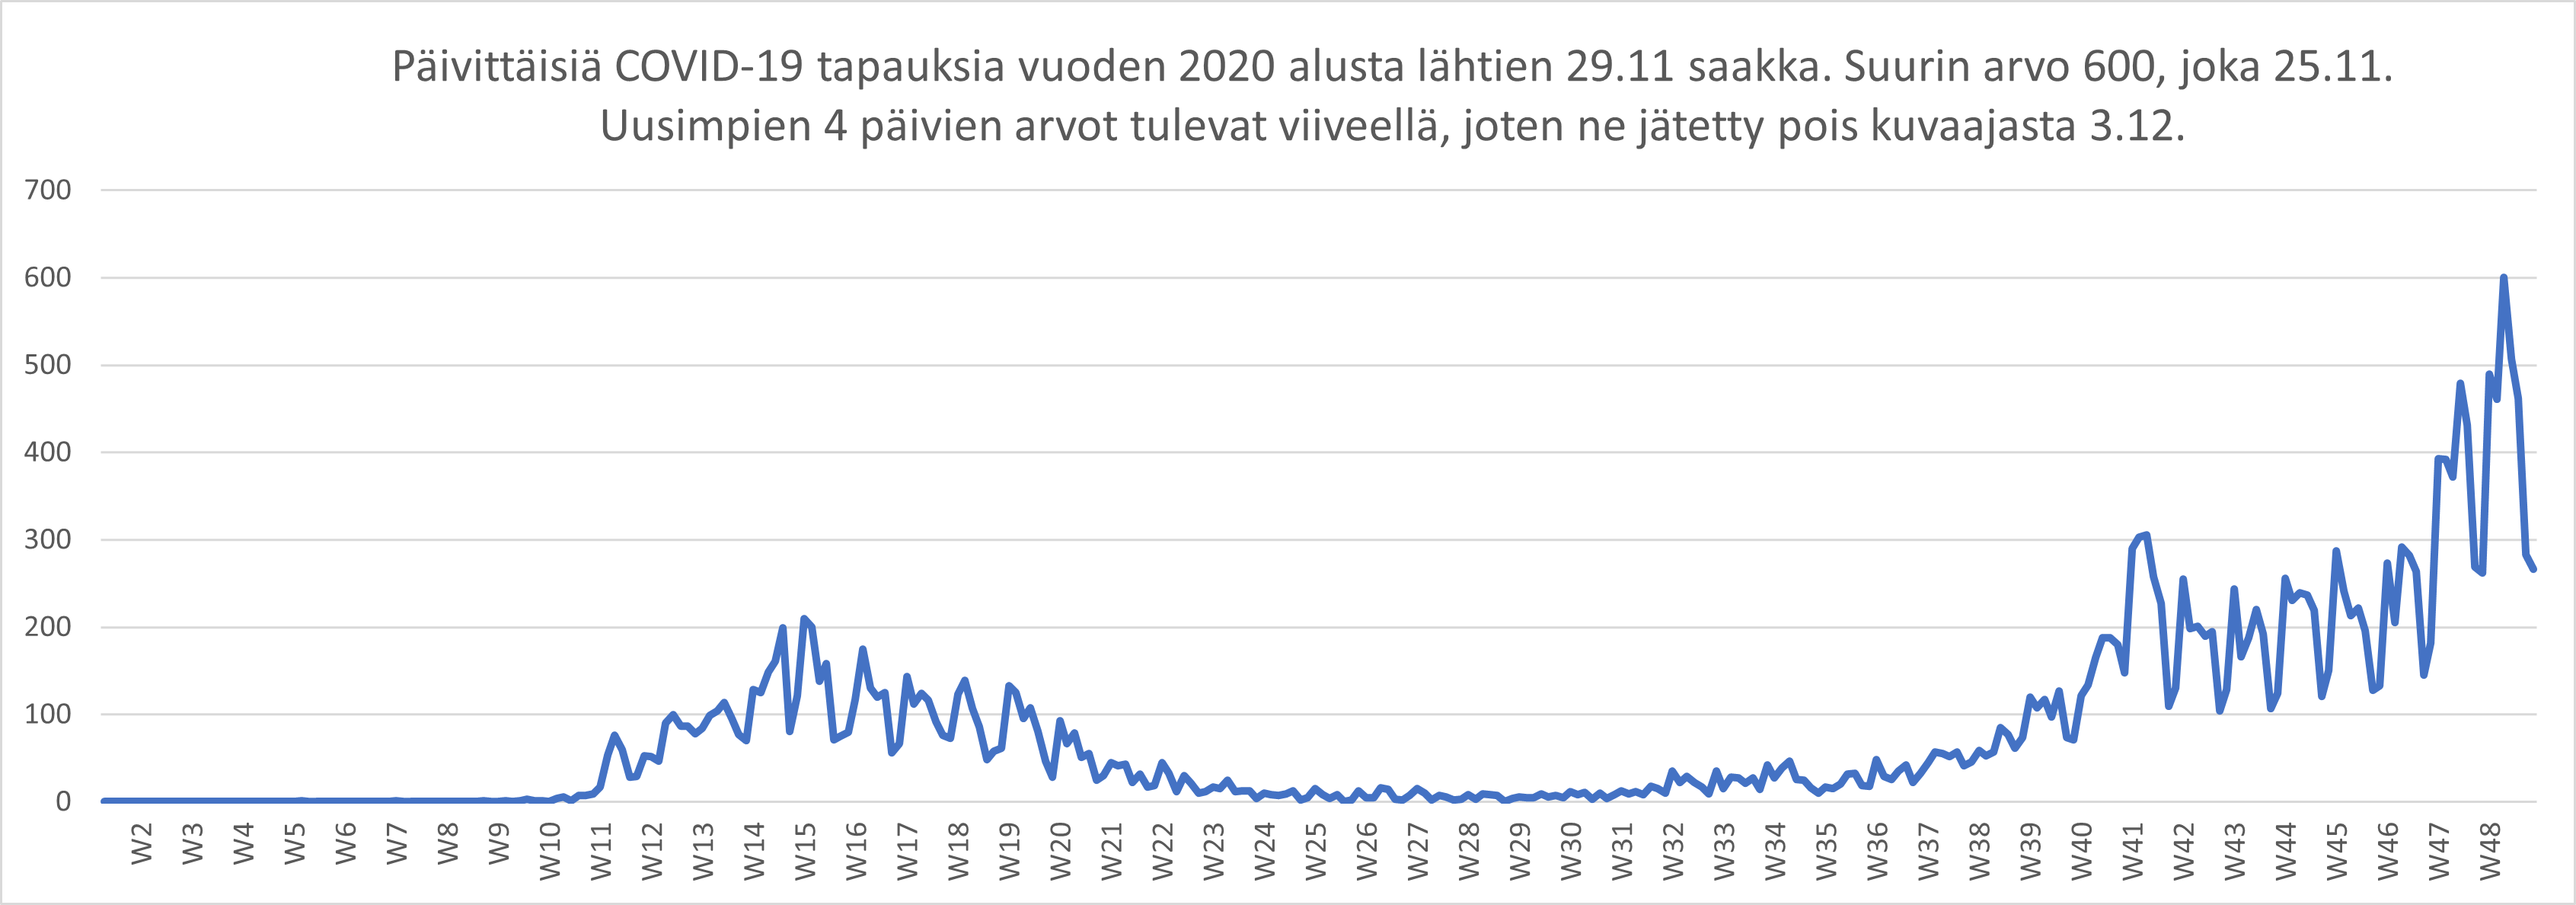 Päivittäisiä COVID-19 tapauksia vuoden 2020 alusta lähtien 29.11 saakka. Suurin arvo 600, joka 25.11.
Uusimpien 4 päivien arvot tulevat viiveellä, joten ne jätetty pois kuvaajasta 3.12.
700
600
500
400
300
200
100
0
W2
W3
W4
W5
W6
W7
W8
W9
W10
W11
W12
W13
W14
W15
W16
W17
W18
W19
W20
W21
W22
W23
W24
W25
W26
W27
W28
W29
W30
W31
W32
W33
W34
W35
W36
W37
W38
W39
W40
W41
W42
W43
W44
W45
W46
W47
W48